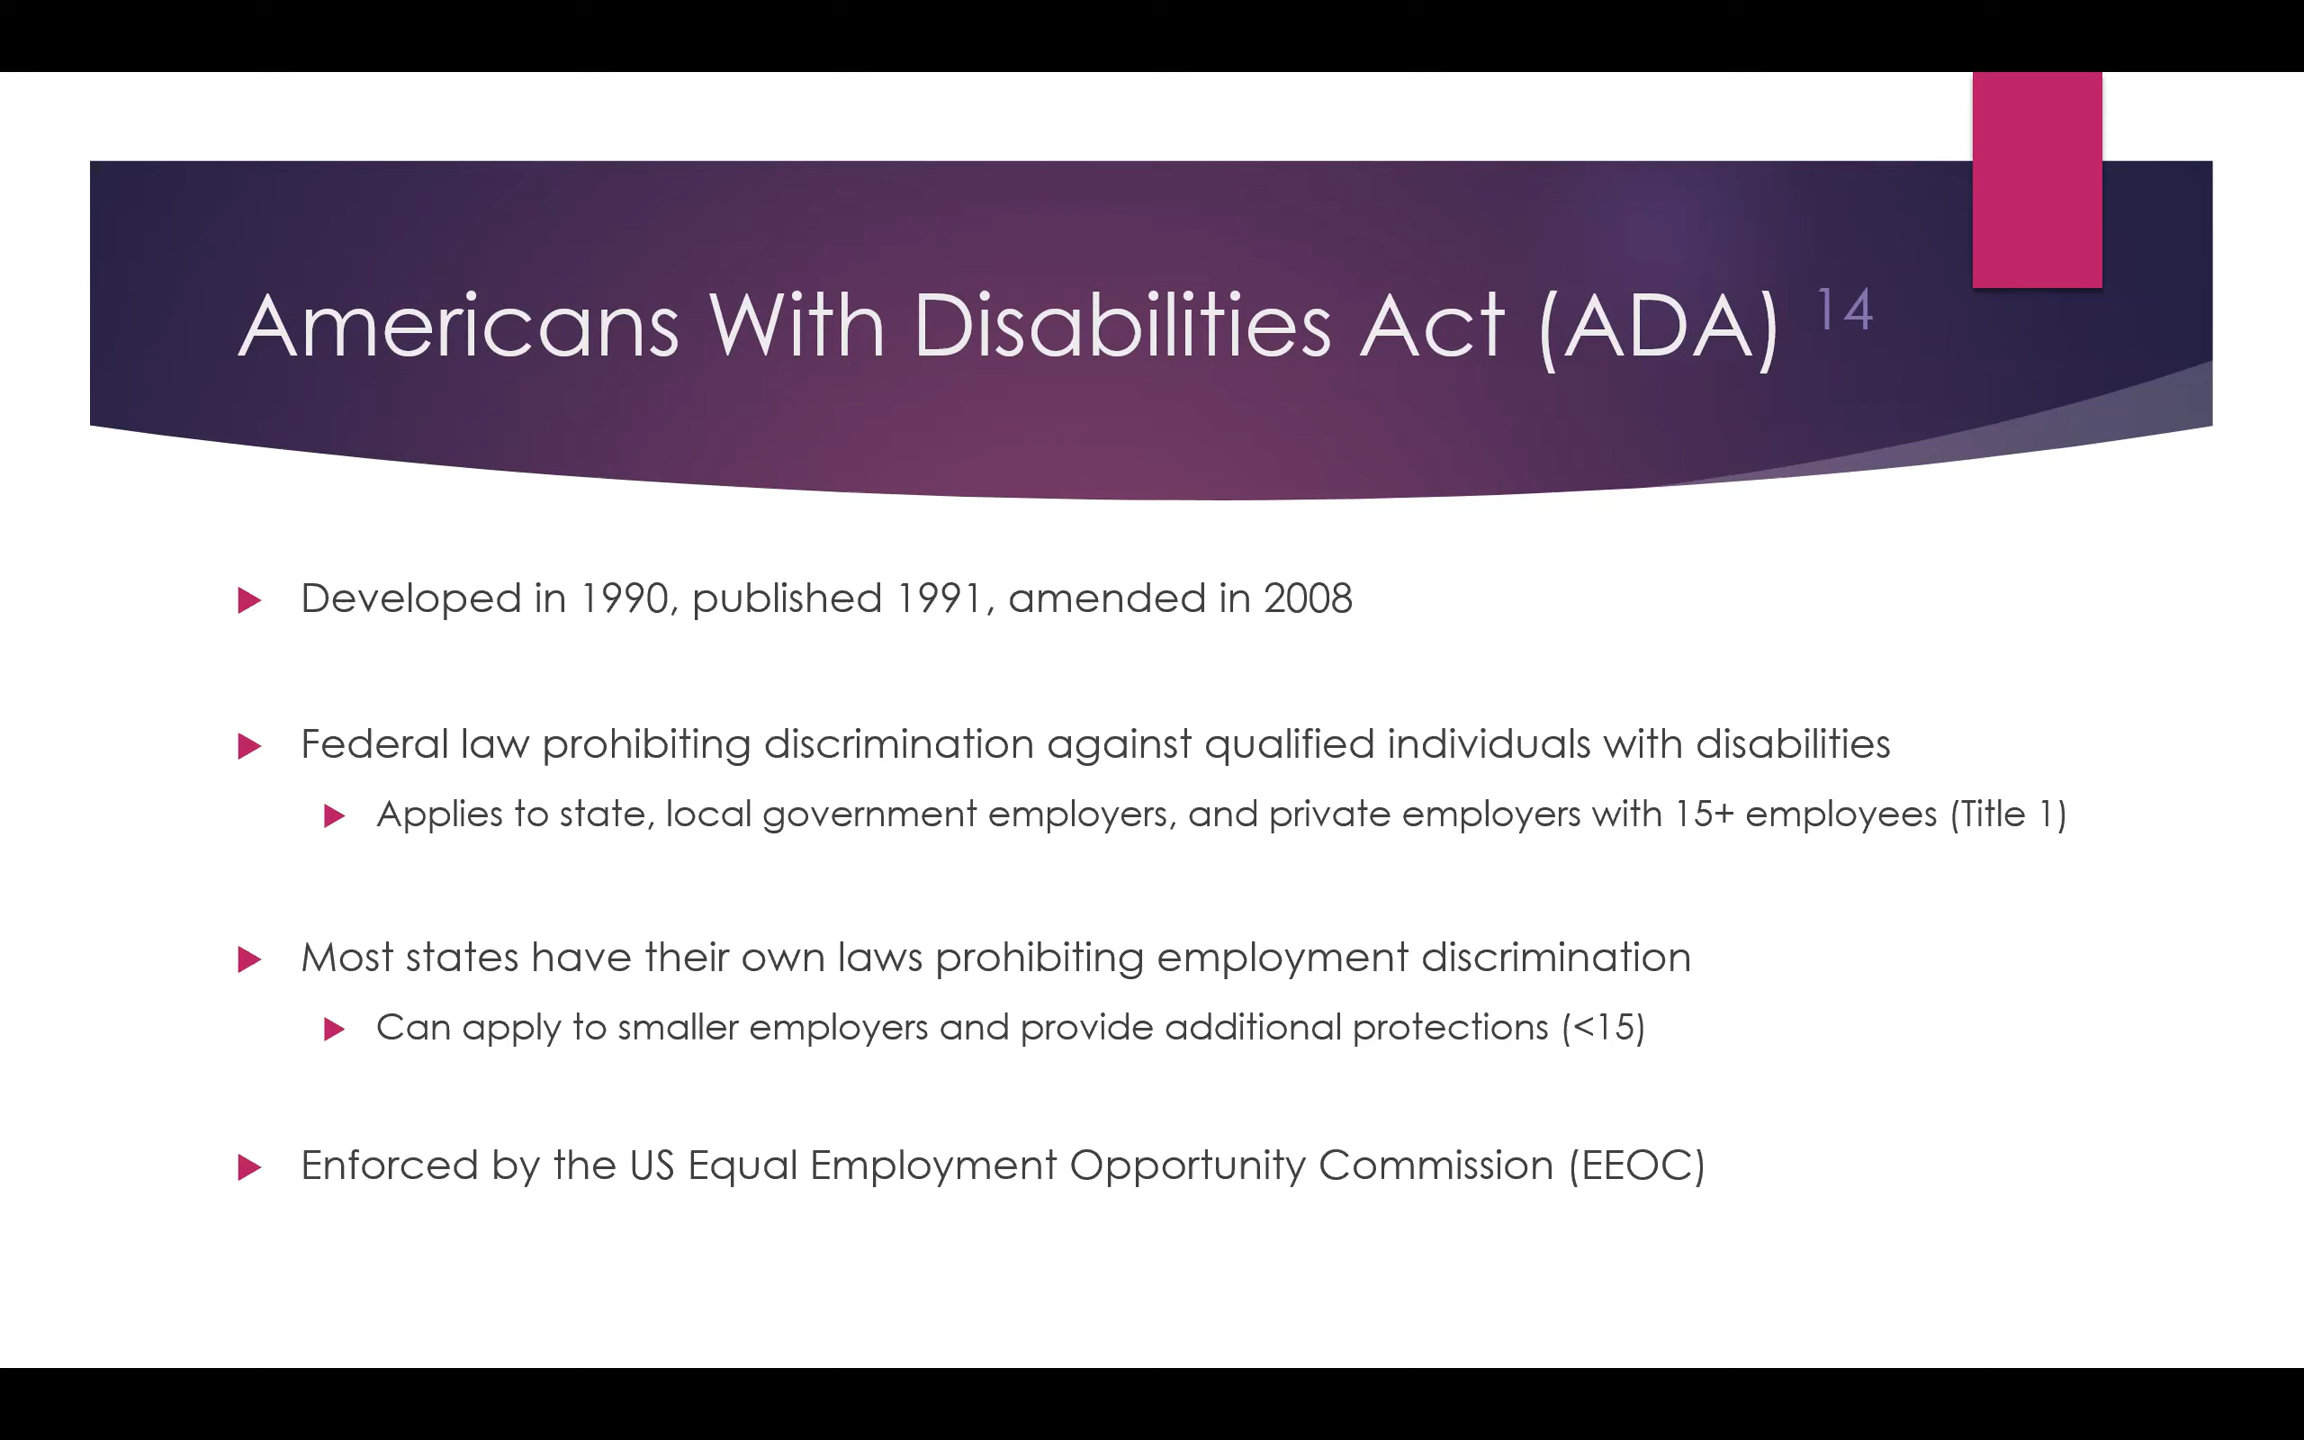 Americans With Disabilities Act (ADA) 14
Developed in 1990, published 1991, amended in 2008
Federal law prohibiting discrimination against qualified individuals with disabilities
Applies to state, local government employers, and private employers with 15+ employees (Title 1)
Most states have their own laws prohibiting employment discrimination
Can apply to smaller employers and provide additional protections (<15)
Enforced by the US Equal Employment Opportunity Commission (EEOC)